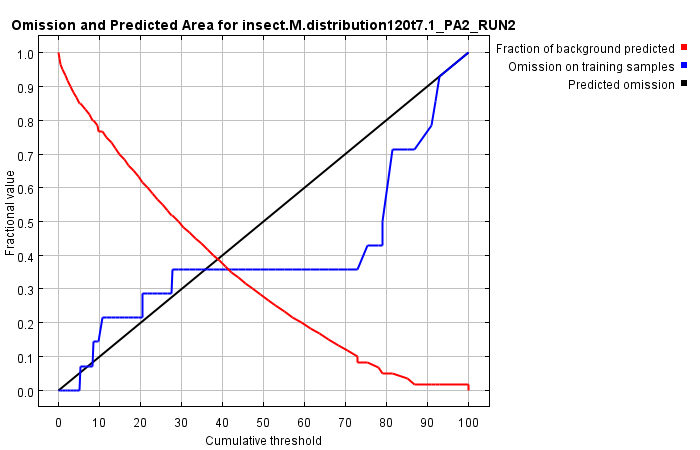 Omission and Predicted Area for insect.M.distribution120t7.1_PA2_RUN2
Fraction of background predicted
Omission on training samples
Predicted omission
1.0
0.9
0.8
0.7
0.6
0.5
0.4
0.3
0.2
0.1
0.0
Fractional value
0 10 20 30 40 50 60 70 80 90 100
Cumulative threshold